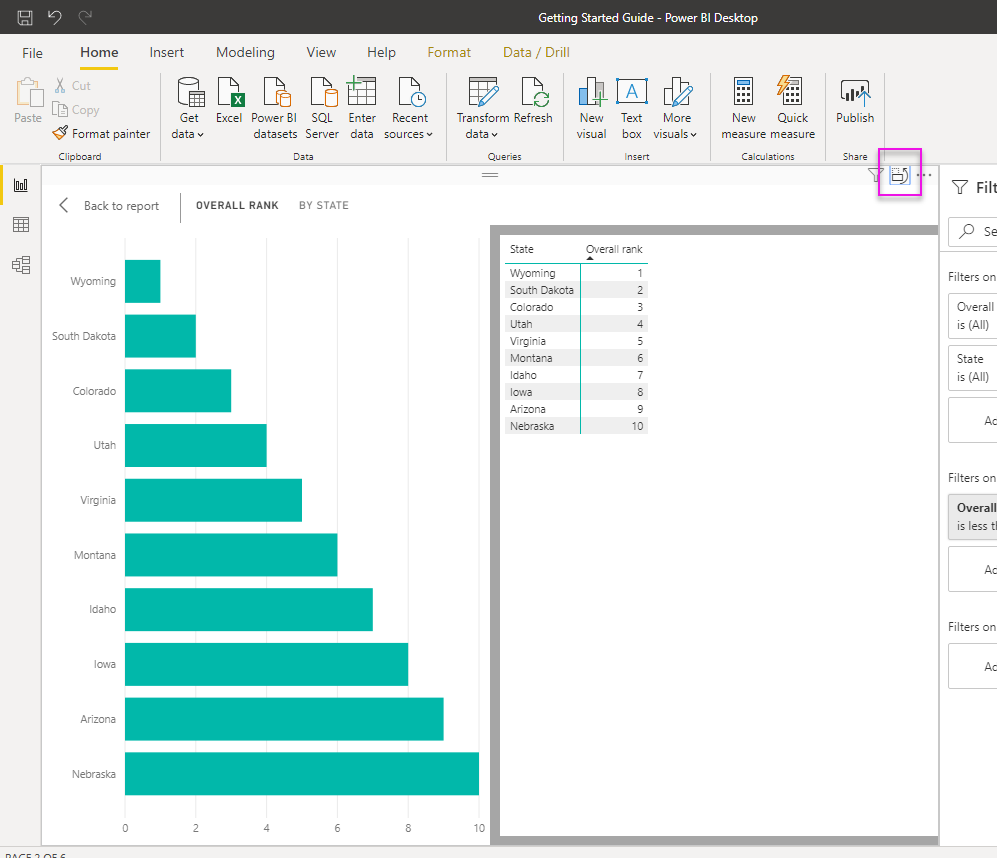 Getting Started Guide - Power BI Desktop
File Home Insert Modeling View Help Format Data / Drill
Paste
Cut
Copy
Format painter
Clipboard
Get data
Excel
Power BI datasets
SQL Server
Enter data
Recent sources
Data
Transform data
Refresh
Queries
New visual
Text box
A
More visuals
Insert
New measure
Quick measure
Calculations
Publish
Share
Back to report
OVERALL RANK BY STATE
Wyoming
South Dakota
Colorado
Utah
Virginia
Montana
Idaho
Iowa
Arizona
Nebraska
0 2 4 6 8 10
State Overall rank
Wyoming 1
South Dakota 2
Colorado 3
Utah 4
Virginia 5
Montana 6
Idaho 7
Iowa 8
Arizona 9
Nebraska 10
Filt
Se
Filters on
Overall
is (All)
State
is (All)
Ac
Filters on
Overall
is less th
Ac
Filters on
Ac
PAGE 2 OF 6